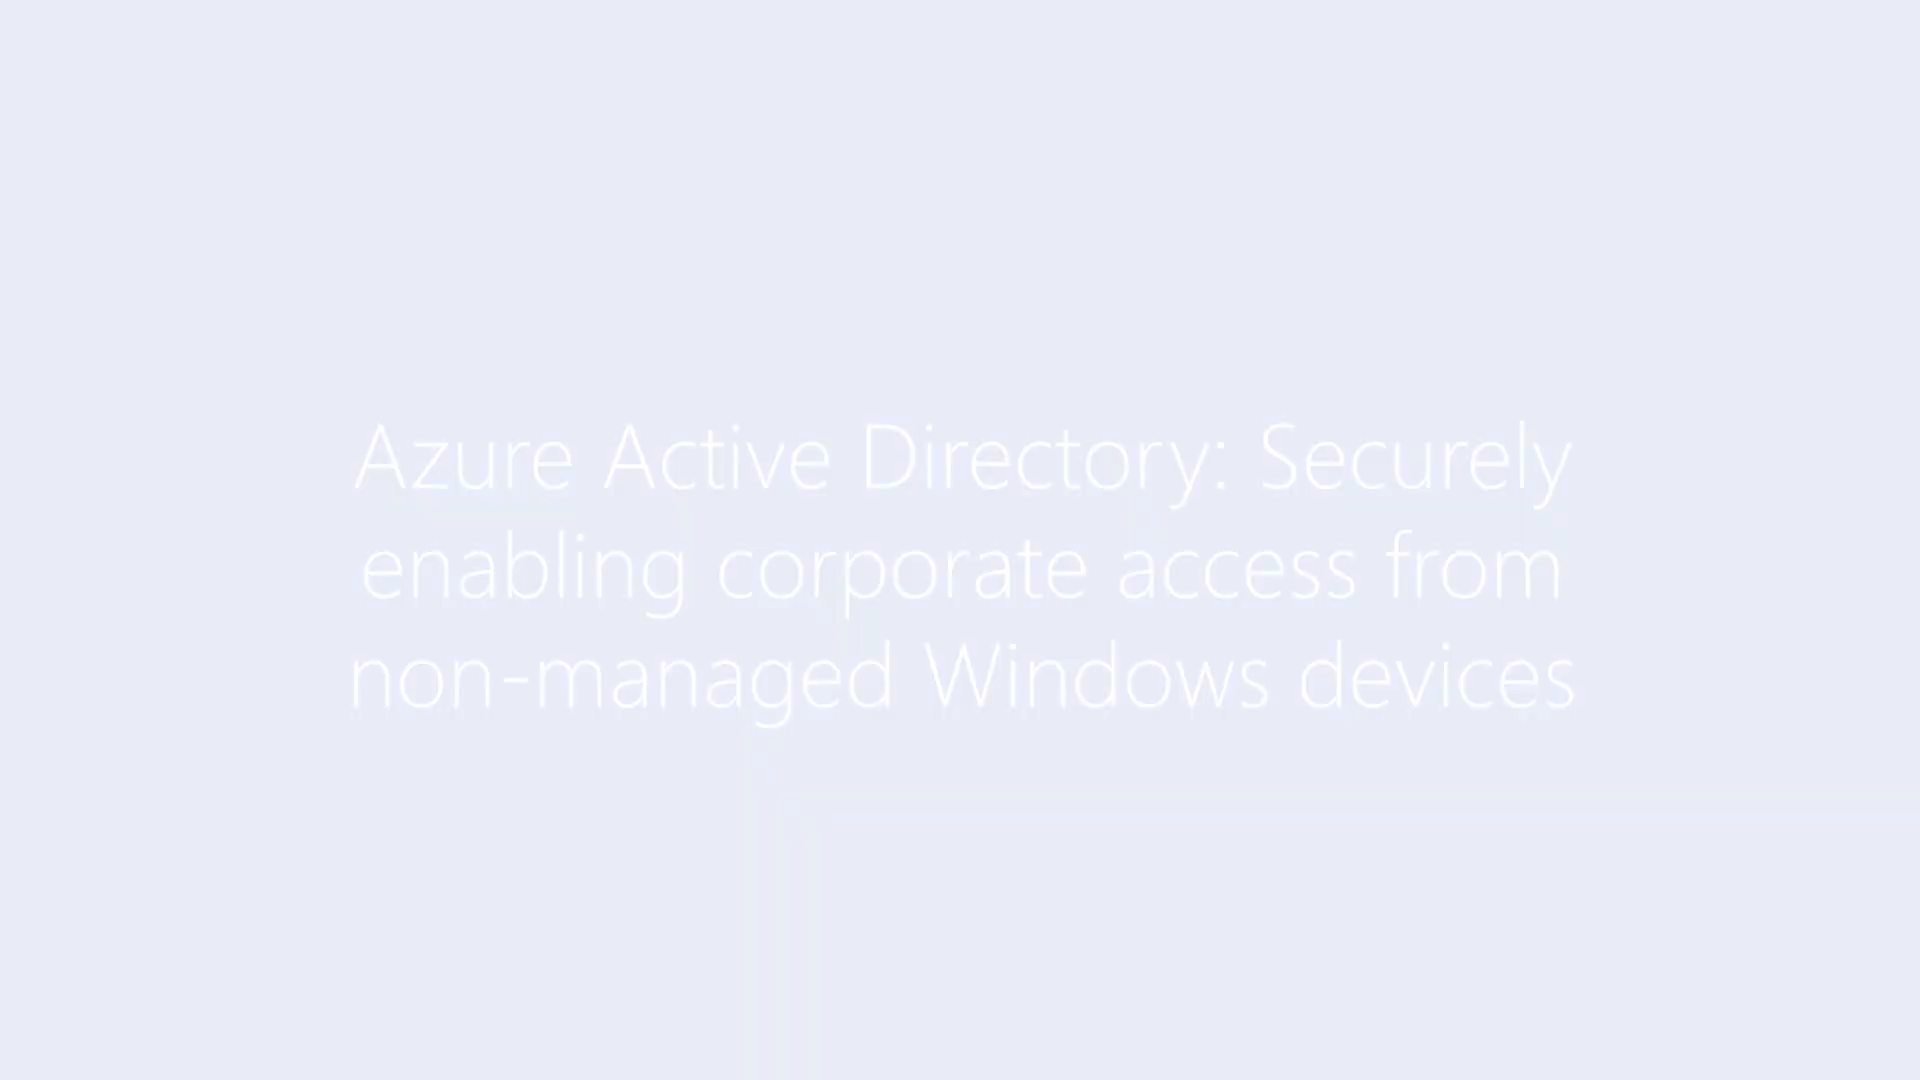 Azure Active Directory: Securely
enabling corporate access from
non-managed Windows devices